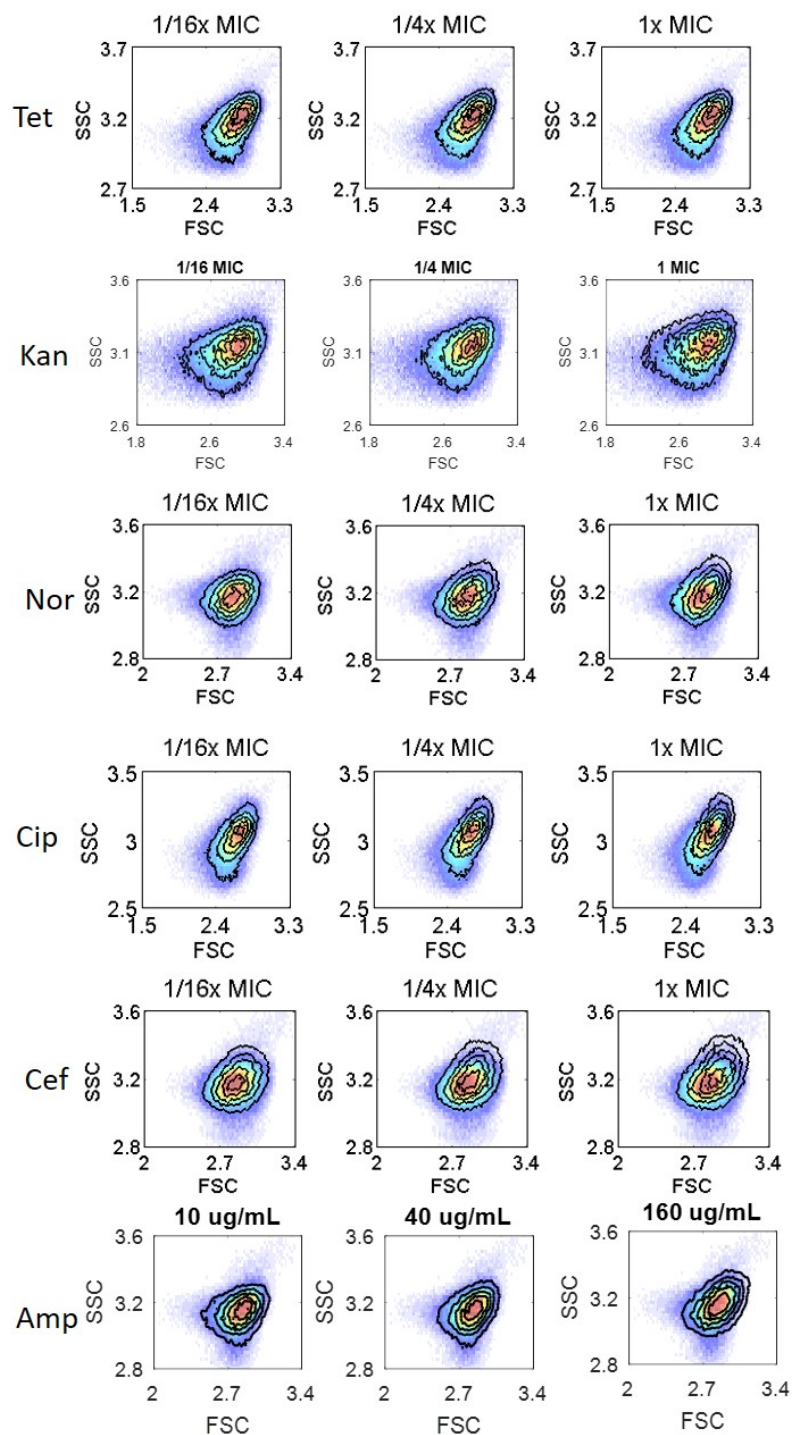 1/16x MIC 1/4x MIC 1x MIC
Tet
SSC 3.7 3.2 2.7 SSC 3.7 3.2 2.7 SSC 3.7 3.2 2.7
1.5 2.4 3.3 1.5 2.4 3.3 1.5 2.4 3.3
FSC FSC FSC
1/16 MIC 1/4 MIC 1 MIC
Kan
SSC 3.6 3.1 2.6 SSC 3.6 3.1 2.6 SSC 3.6 3.1 2.6
1.8 2.6 3.4 1.8 2.6 3.4 1.8 2.6 3.4
FSC FSC FSC
1/16x MIC 1/4x MIC 1x MIC
Nor
SSC 3.6 3.2 2.8 SSC 3.6 3.2 2.8 SSC 3.6 3.2 2.8
2 2.7 3.4 2 2.7 3.4 2 2.7 3.4
FSC FSC FSC
1/16x MIC 1/4x MIC 1x MIC
Cip
SSC 3.5 3 2.5 SSC 3.5 3 2.5 SSC 3.5 3 2.5
1.5 2.4 3.3 1.5 2.4 3.3 1.5 2.4 3.3
FSC FSC FSC
1/16x MIC 1/4x MIC 1x MIC
Cef
SSC 3.6 3.2 2.8 SSC 3.6 3.2 2.8 SSC 3.6 3.2 2.8
2 2.7 3.4 2 2.7 3.4 2 2.7 3.4
FSC FSC FSC
10 ug/mL 40 ug/mL 160 ug/mL
Amp
SSC 3.6 3.2 2.8 SSC 3.6 3.2 2.8 SSC 3.6 3.2 2.8
2 2.7 3.4 2 2.7 3.4 2 2.7 3.4
FSC FSC FSC